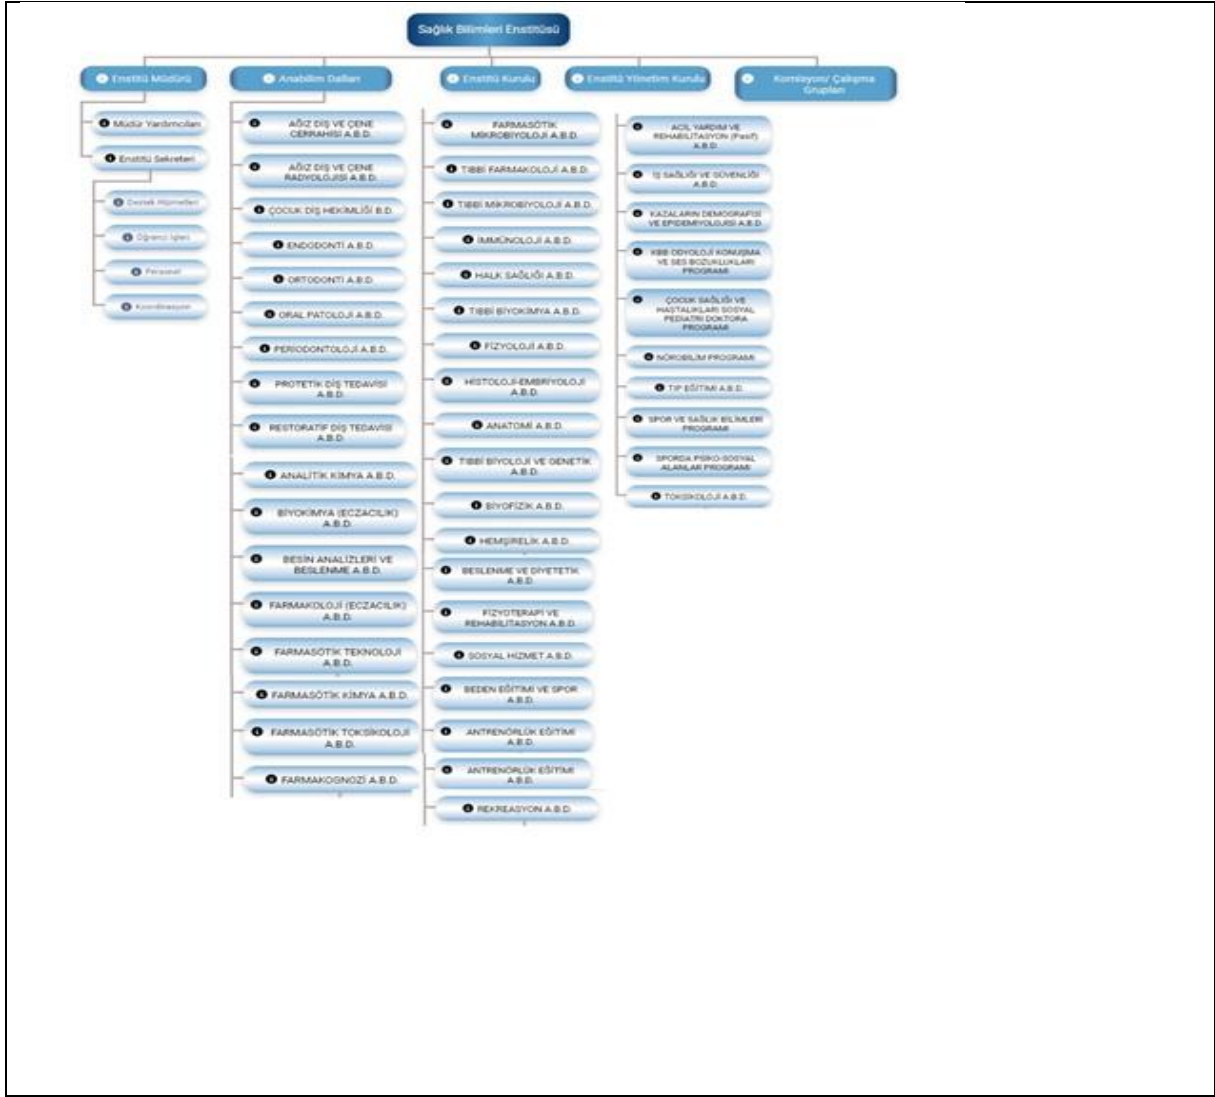 Sağlık Bilimleri Enstitüsü
Enstitü Müdürü
Anabilim Dalları
Enstitü Kurulu
Enstitü Yönetim Kurulu
Komisyon/ Çalışma
Grupları
Müdür Yardımcıları
Enstitü Sekreteri
Destek Hizmetleri
Öğrenci İşleri
Personel
Koordinasyon
AĞIZ DİŞ VE ÇENE
CERRAHİSİ A.B.D.
AĞIZ DİŞ VE ÇENE
RADYOLOJİSİ A.B.D.
ÇOCUK DİŞ HEKİMLİĞİ B.D.
ENDODONTİ A.B.D.
ORTODONTİ A.B.D.
ORAL PATOLOJİ A.B.D.
PERİODONTOLOJİ A.B.D.
PROTETİK DİŞ TEDAVİSİ
A.B.D.
RESTORATİF DİŞ TEDAVİSİ
A.B.D.
ANALİTİK KİMYA A.B.D.
BİYOKİMYA (ECZACILIK)
A.B.D.
BESİN ANALİZLERİ VE
BESLENME A.B.D.
FARMAKOLOJİ (ECZACILIK)
A.B.D.
FARMASÖTİK TEKNOLOJİ
A.B.D.
FARMASÖTİK KİMYA A.B.D.
FARMASÖTİK TOKSİKOLOJİ
A.B.D.
FARMAKOGNOZİ A.B.D.
FARMASÖTİK
MİKROBİYOLOJİ A.B.D.
TIBBİ FARMAKOLOJİ A.B.D.
TIBBİ MİKROBİYOLOJİ A.B.D.
İMMÜNOLOJİ A.B.D.
HALK SAĞLIĞI A.B.D.
TIBBİ BİYOKİMYA A.B.D.
FİZYOLOJİ A.B.D.
HİSTOLOJİ-EMBRİYOLOJİ
A.B.D.
ANATOMİ A.B.D.
TIBBİ BİYOLOJİ VE GENETİK
A.B.D.
BİYOFİZİK A.B.D.
HEMŞİRELİK A.B.D.
BESLENME VE DİYETETİK
A.B.D.
FİZYOTERAPİ VE
REHABİLİTASYON A.B.D.
SOSYAL HİZMET A.B.D.
BEDEN EĞİTİMİ VE SPOR
A.B.D.
ANTRENÖRLÜK EĞİTİMİ
A.B.D.
ANTRENÖRLÜK EĞİTİMİ
A.B.D.
REKREASYON A.B.D.
ACİL YARDIM VE
REHABİLİTASYON (Pasif)
A.B.D.
İŞ SAĞLIĞI VE GÜVENLİĞİ
A.B.D.
KAZALARIN DEMOGRAFİSİ
VE EPİDEMİYOLOJİSİ A.B.D.
KBB ODYOLOJİ KONUŞMA
VE SES BOZUKLUKLARI
PROGRAMI
ÇOCUK SAĞLIĞI VE
HASTALIKLARI SOSYAL
PEDİATRİ DOKTORA
PROGRAMI
NÖROBİLİM PROGRAMI
TIP EĞİTİMİ A.B.D.
SPOR VE SAĞLIK BİLİMLERİ
PROGRAMI
SPORDA PSİKO-SOSYAL
ALANLAR PROGRAMI
TOKSİKOLOJİ A.B.D.